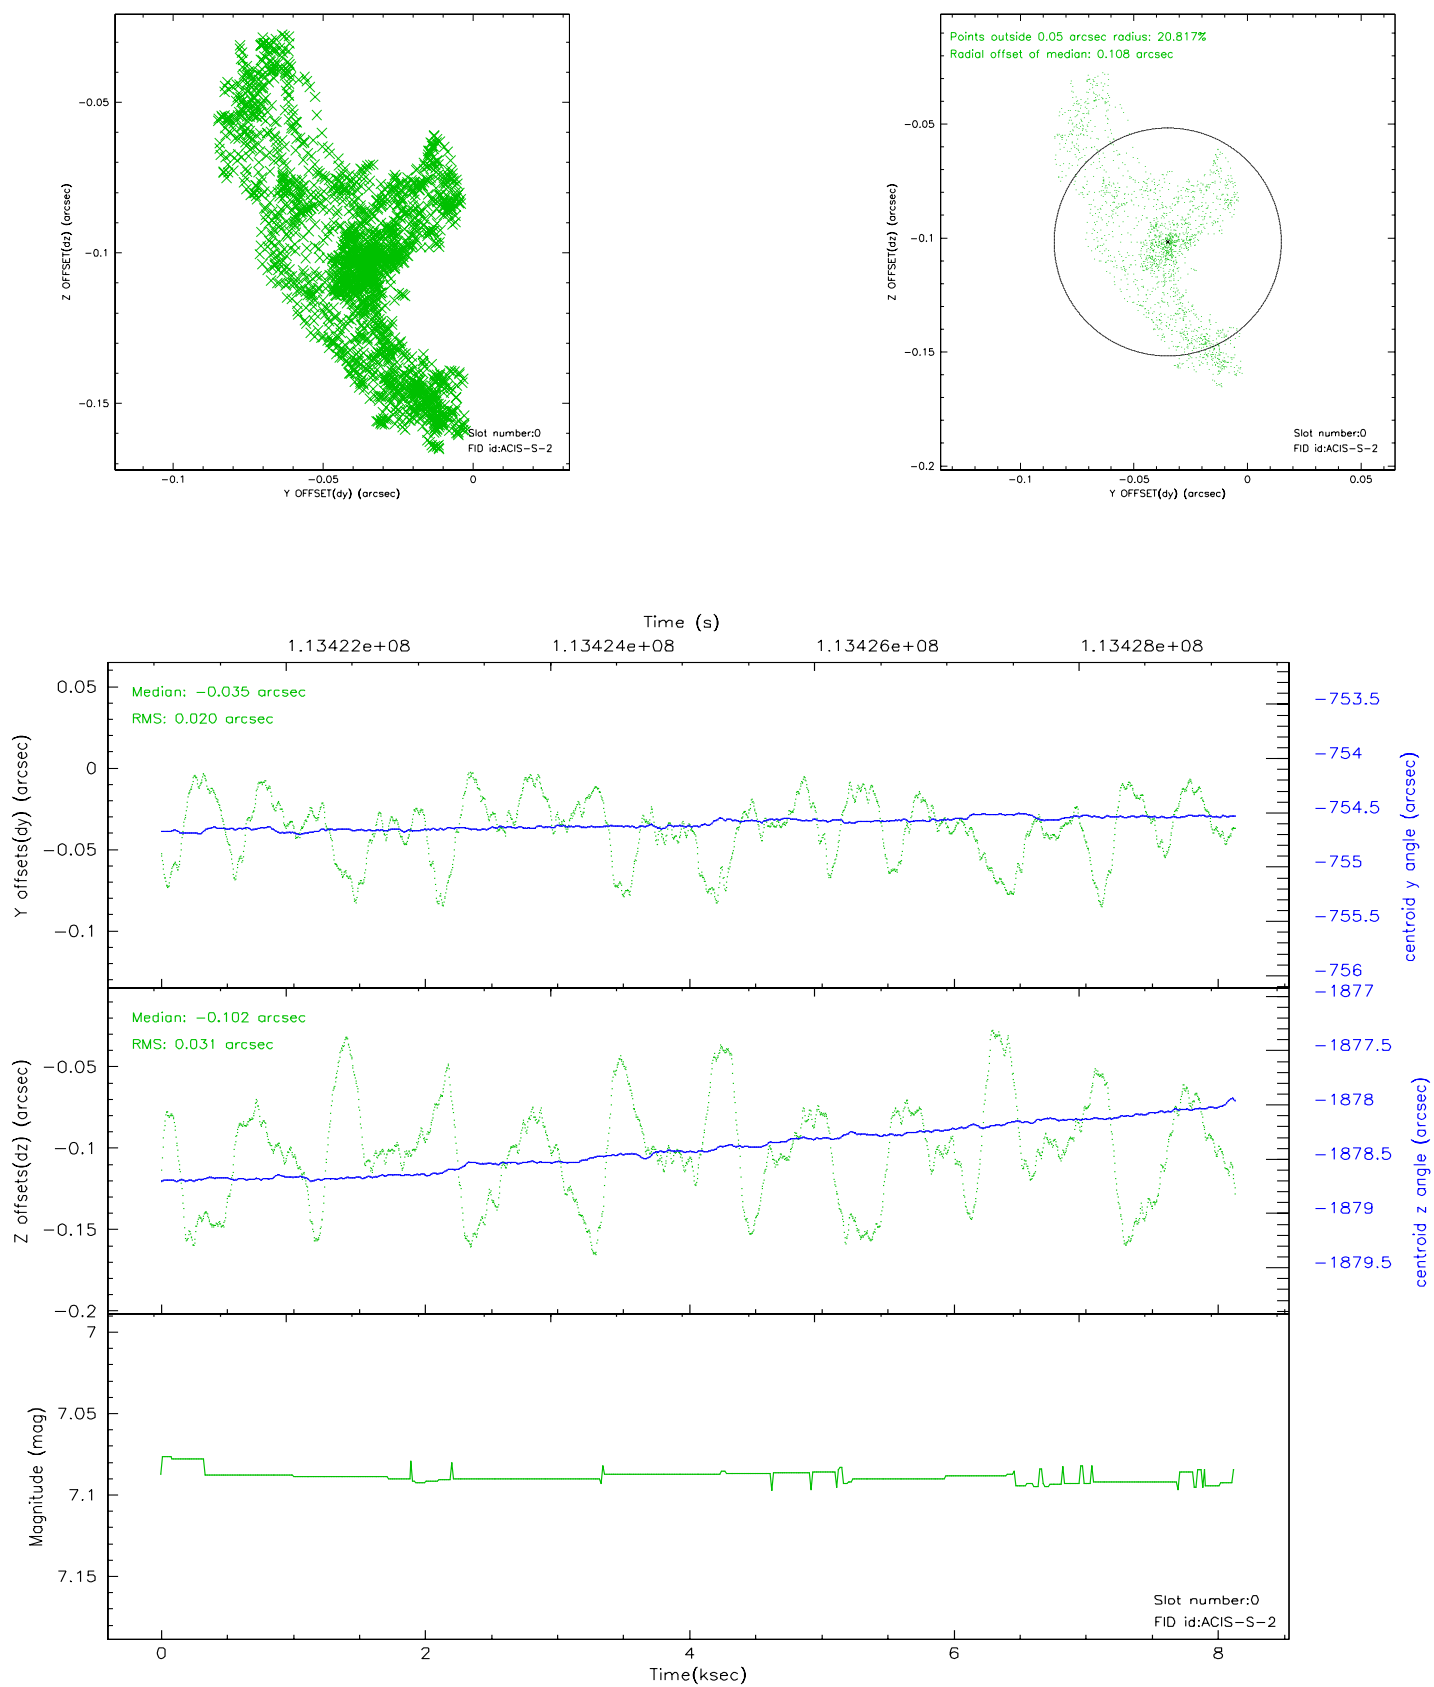 -0.05
-0.1
-0.15
Z OFFSET(dz) (arcsec)
-0.1
-0.05
0
Y OFFSET(dy) (arcsec)
Slot number:0
FID id:ACIS-S-2
Points outside 0.05 arcsec radius: 20.817%
Radial offset of median: 0.108 arcsec
-0.05
-0.1
-0.15
-0.2
Z OFFSET(dz) (arcsec)
-0.1
-0.05
0
0.05
Y OFFSET(dy) (arcsec)
Slot number:0
FID id:ACIS-S-2
Time (s)
1.13422e+08
1.13424e+08
1.13426e+08
1.13428e+08
Median: -0.035 arcsec
RMS: 0.020 arcsec
0.05
0
-0.05
-0.1
Y offsets(dy) (arcsec)
-753.5
-754
-754.5
-755
-755.5
-756
centroid y angle (arcsec)
Median: -0.102 arcsec
RMS: 0.031 arcsec
-0.05
-0.1
-0.15
-0.2
Z offsets(dz) (arcsec)
-1877
-1877.5
-1878
-1878.5
-1879
-1879.5
centroid z angle (arcsec)
7
7.05
7.1
7.15
Magnitude (mag)
Slot number:0
FID id:ACIS-S-2
0
2
4
6
8
Time(ksec)